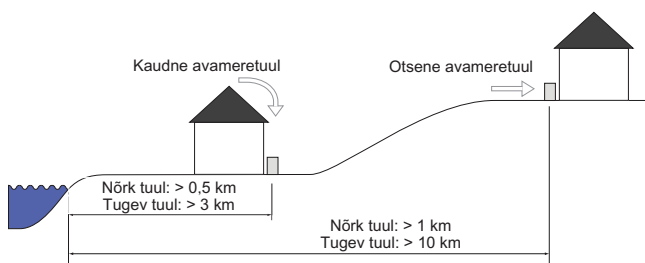 Kaudne avameretuul
Otsene avameretuul
Nõrk tuul: > 0,5 km
Tugev tuul: > 3 km
Nõrk tuul: > 1 km
Tugev tuul: > 10 km